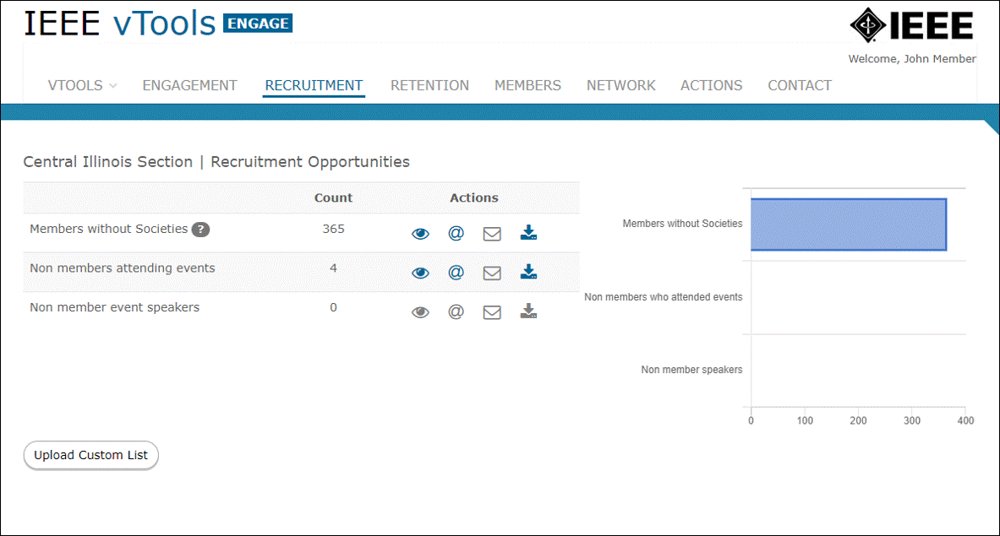 IEEE vTools ENGAGE
IEEE
Welcome, John Member
VTOOLS ENGAGEMENT RECRUITMENT RETENTION MEMBERS NETWORK ACTIONS CONTACT
Central Illinois Section | Recruitment Opportunities
Count Actions
Members without Societies ? 365 @
Non members attending events 4 @
Non member event speakers 0 @
Members without Societies
Non members who attended events
Non member speakers
0 100 200 300 400
Upload Custom List